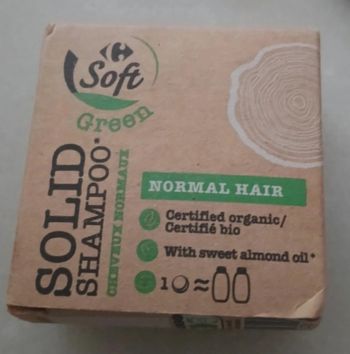 Soft
Green
SOLID
SHAMPOO*
CHEVEUX NORMAUX
NORMAL HAIR
Certified organic/
Certifié bio
With sweet almond oil*
1 ≈